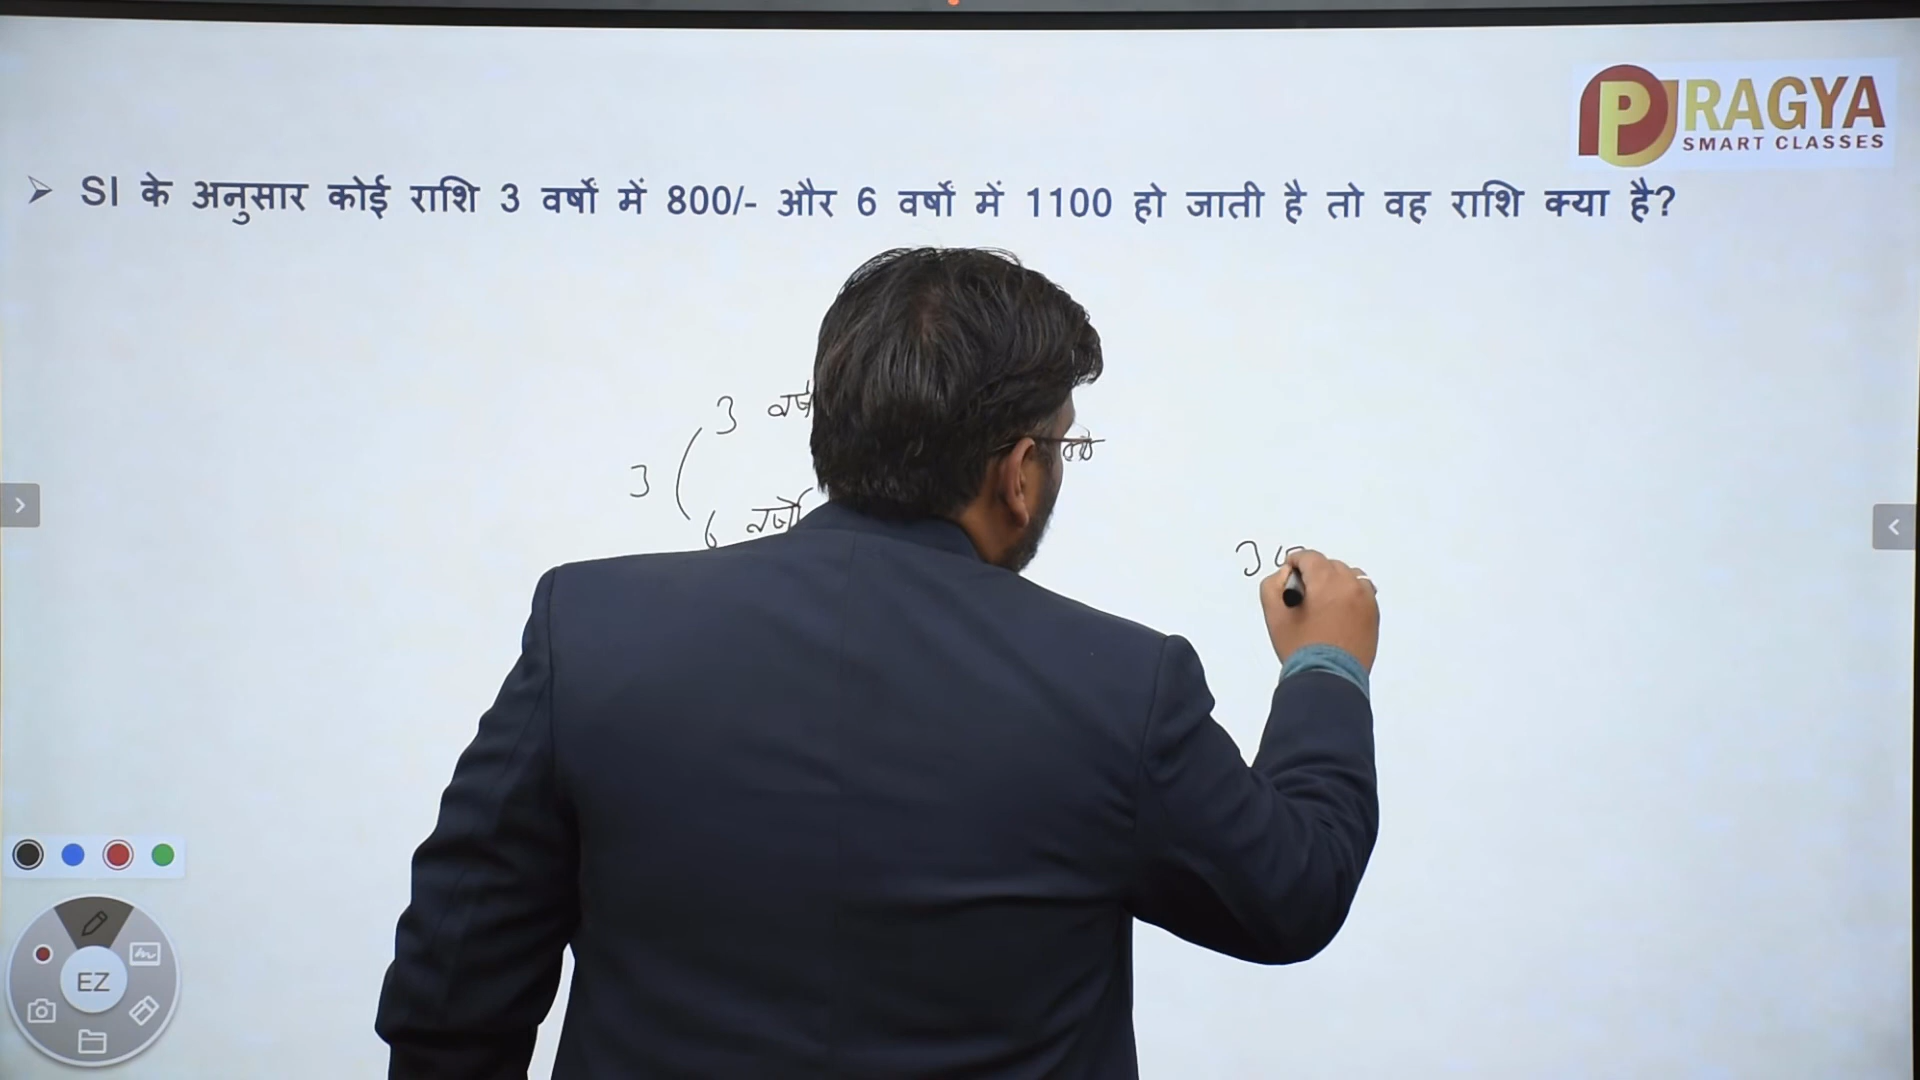 PRAGYA
SMART CLASSES
➢ SI के अनुसार कोई राशि 3 वर्षों में 800/- और 6 वर्षों में 1100 हो जाती है तो वह राशि क्या है?
3 वर्षो
3
6 वर्षो
3
EZ